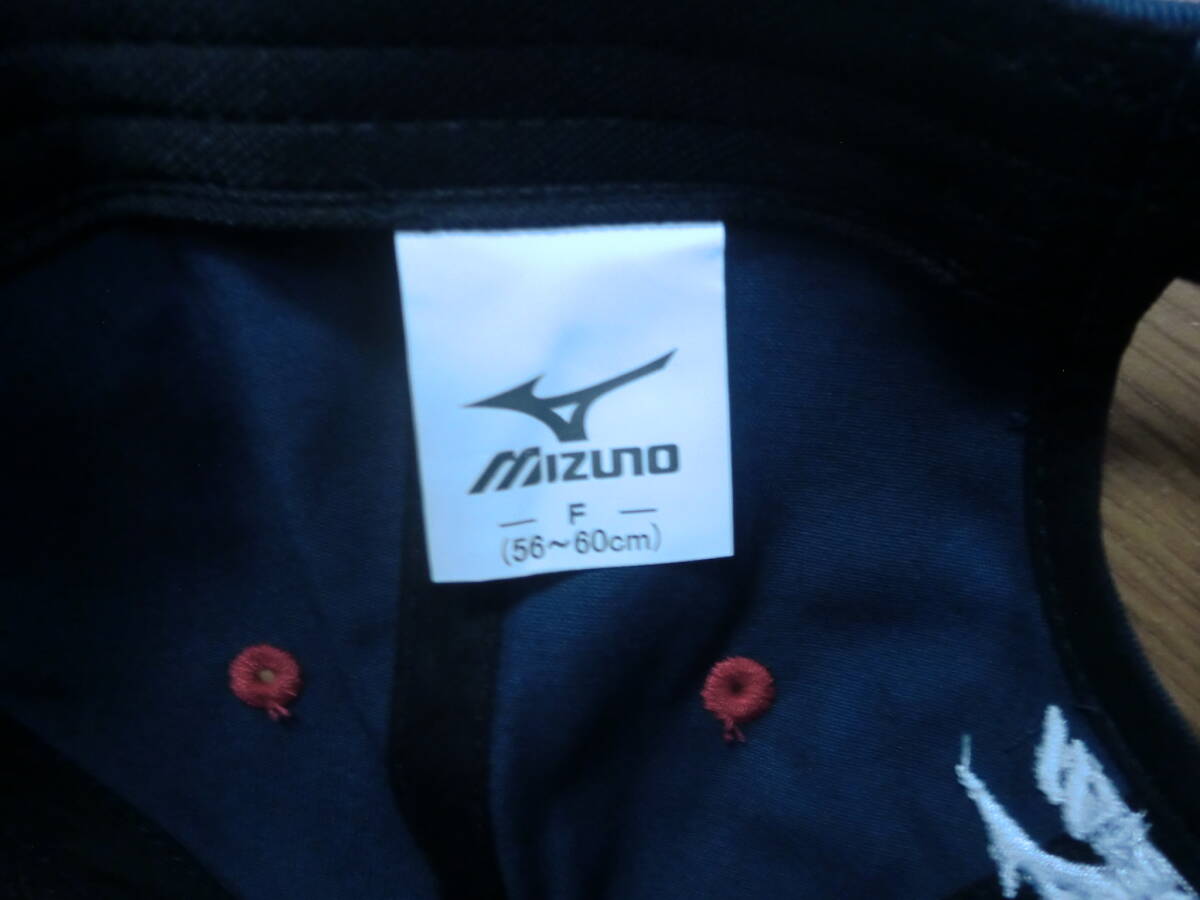 MIZUNO
— F —
(56～60cm)